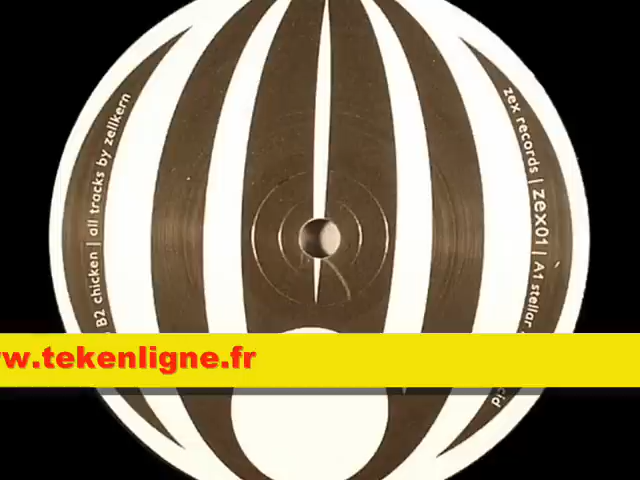 B2 chicken | all tracks by zellkern
zex records | zex01 | A1 stellar
w.tekenligne.fr